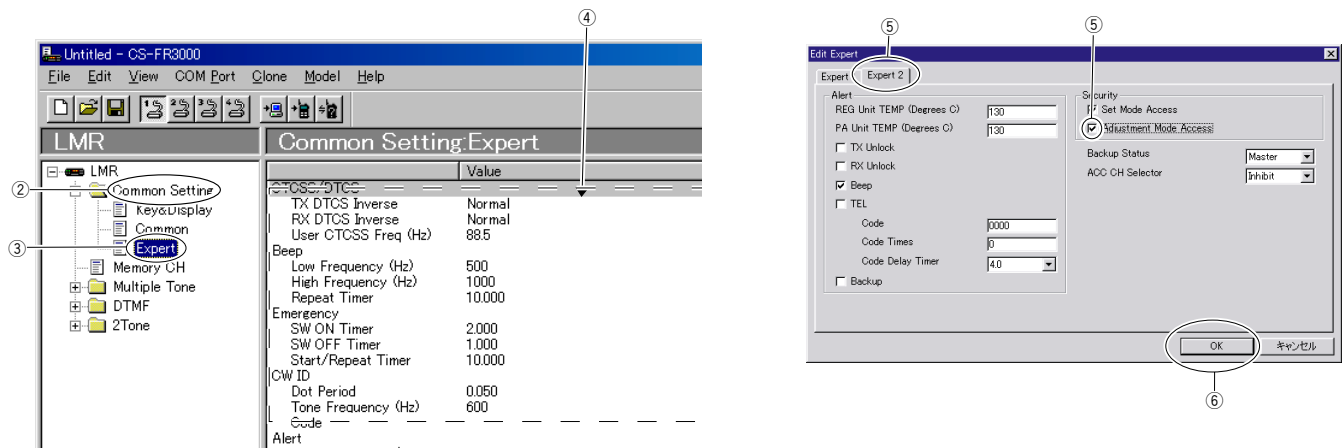 ④
Untitled - CS-FR3000
File Edit View COM Port Clone Model Help
LMR
Common Setting:Expert
LMR
② Common Setting
Key&Display
Common
③ Expert
Memory CH
Multiple Tone
DTMF
2Tone
Value
CTCSS/DTCS
TX DTCS Inverse Normal
RX DTCS Inverse Normal
User CTCSS Freq (Hz) 88.5
Beep
Low Frequency (Hz) 500
High Frequency (Hz) 1000
Repeat Timer 10.000
Emergency
SW ON Timer 2.000
SW OFF Timer 1.000
Start/Repeat Timer 10.000
CW ID
Dot Period 0.050
Tone Frequency (Hz) 600
Code
Alert
⑤ ⑤
Edit Expert
Expert Expert 2
Alert
REG Unit TEMP (Degrees C) 130
PA Unit TEMP (Degrees C) 130
TX Unlock
RX Unlock
Beep
TEL
Code 0000
Code Times 0
Code Delay Timer 4.0
Backup
Security
Set Mode Access
Adjustment Mode Access
Backup Status Master
ACC CH Selector Inhibit
OK キャンセル
⑥